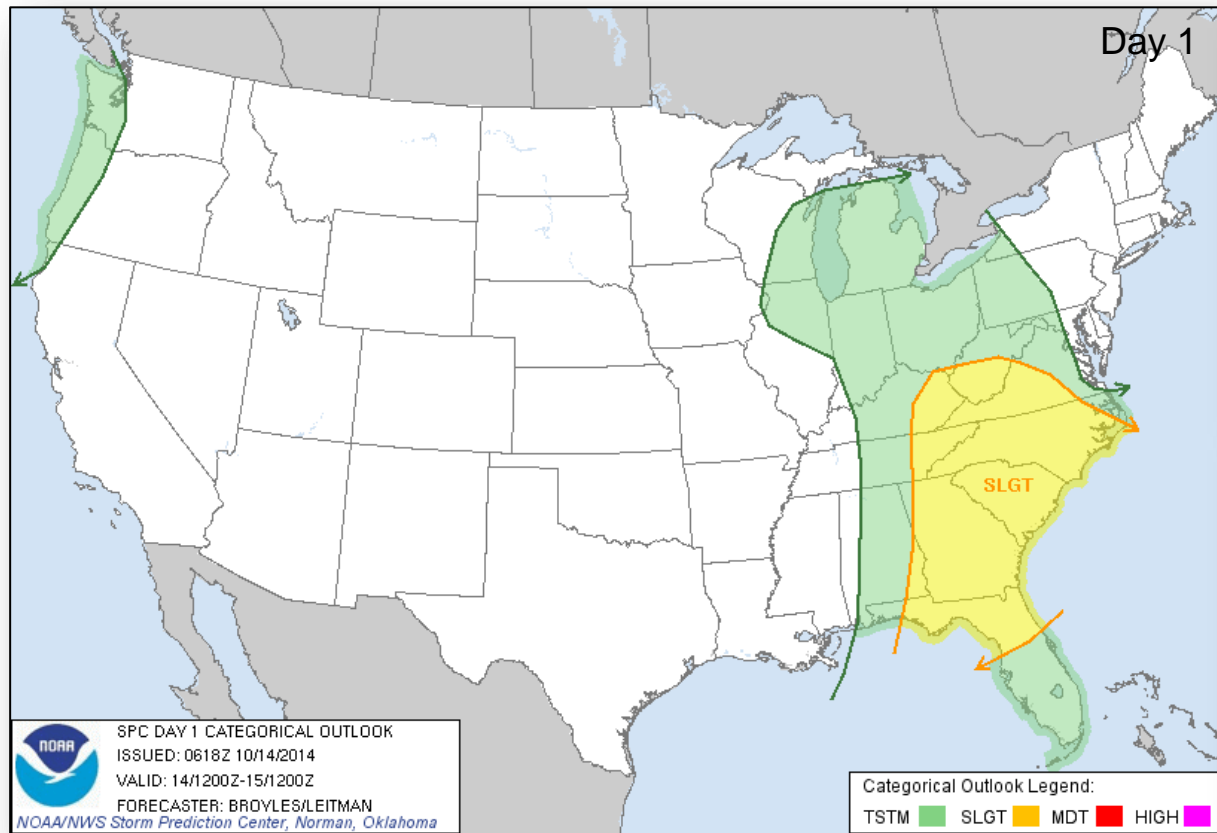 Day 1
SLGT
NOAA
SPC DAY 1 CATEGORICAL OUTLOOK
ISSUED: 0618Z 10/14/2014
VALID: 14/1200Z-15/1200Z
FORECASTER: BROYLES/LEITMAN
NOAA/NWS Storm Prediction Center, Norman, Oklahoma
Categorical Outlook Legend:
TSTM SLGT MDT HIGH